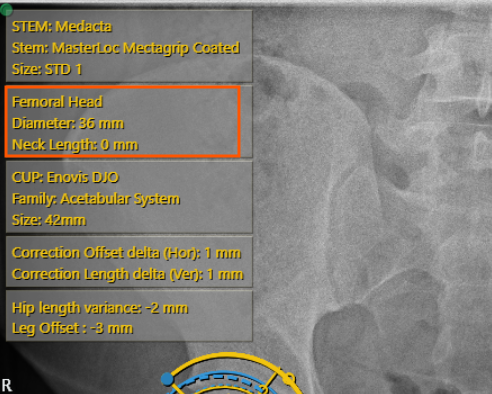 STEM: Medacta
Stem: MasterLoc Mectagrip Coated
Size: STD 1
Femoral Head
Diameter: 36 mm
Neck Length: 0 mm
CUP: Enovis DJO
Family: Acetabular System
Size: 42mm
Correction Offset delta (Hor): 1 mm
Correction Length delta (Ver): 1 mm
Hip length variance: -2 mm
Leg Offset : -3 mm
R